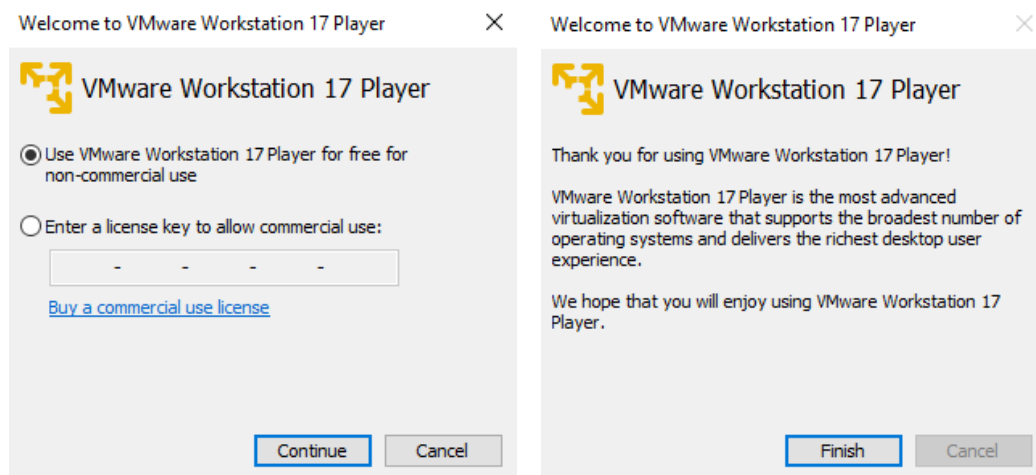 Welcome to VMware Workstation 17 Player
VMware Workstation 17 Player
Use VMware Workstation 17 Player for free for
non-commercial use
Enter a license key to allow commercial use:
- - - -
Buy a commercial use license
Continue
Cancel
Welcome to VMware Workstation 17 Player
VMware Workstation 17 Player
Thank you for using VMware Workstation 17 Player!
VMware Workstation 17 Player is the most advanced
virtualization software that supports the broadest number of
operating systems and delivers the richest desktop user
experience.
We hope that you will enjoy using VMware Workstation 17
Player.
Finish
Cancel